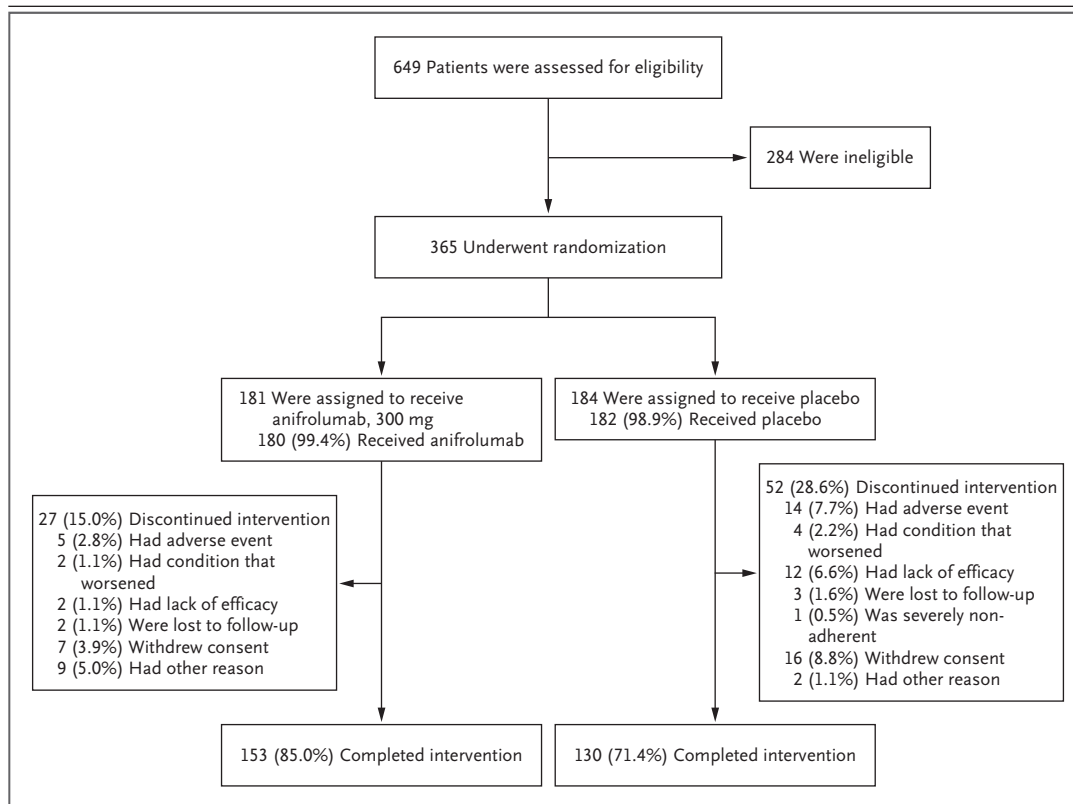 649 Patients were assessed for eligibility
284 Were ineligible
365 Underwent randomization
181 Were assigned to receive
anifrolumab, 300 mg
180 (99.4%) Received anifrolumab
184 Were assigned to receive placebo
182 (98.9%) Received placebo
27 (15.0%) Discontinued intervention
5 (2.8%) Had adverse event
2 (1.1%) Had condition that
worsened
2 (1.1%) Had lack of efficacy
2 (1.1%) Were lost to follow-up
7 (3.9%) Withdrew consent
9 (5.0%) Had other reason
52 (28.6%) Discontinued intervention
14 (7.7%) Had adverse event
4 (2.2%) Had condition that
worsened
12 (6.6%) Had lack of efficacy
3 (1.6%) Were lost to follow-up
1 (0.5%) Was severely non-
adherent
16 (8.8%) Withdrew consent
2 (1.1%) Had other reason
153 (85.0%) Completed intervention
130 (71.4%) Completed intervention